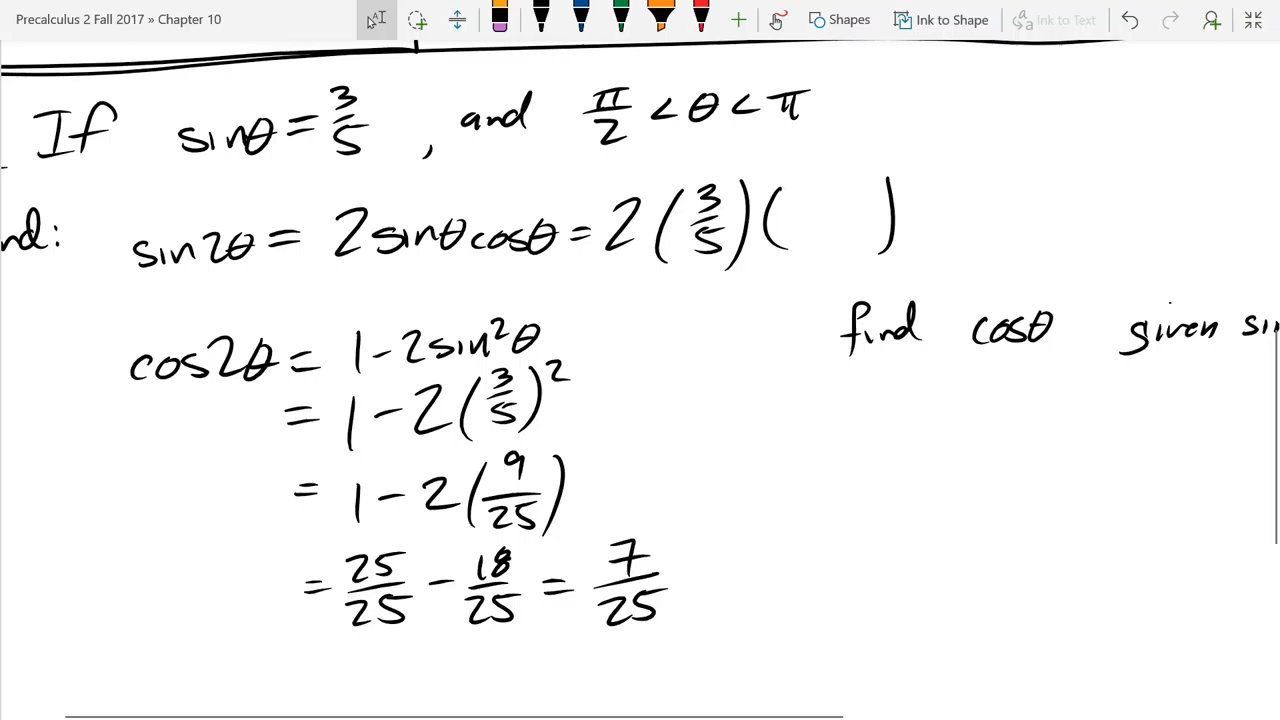 Precalculus 2 Fall 2017 » Chapter 10
Shapes
Ink to Shape
Ink to Text
If sinθ = 3/5, and π/2 < θ < π
nd: sin2θ = 2sinθcosθ = 2(3/5)( )
find cosθ given sin
cos2θ = 1 - 2sin²θ
= 1 - 2(3/5)²
= 1 - 2(9/25)
= 25/25 - 18/25 = 7/25